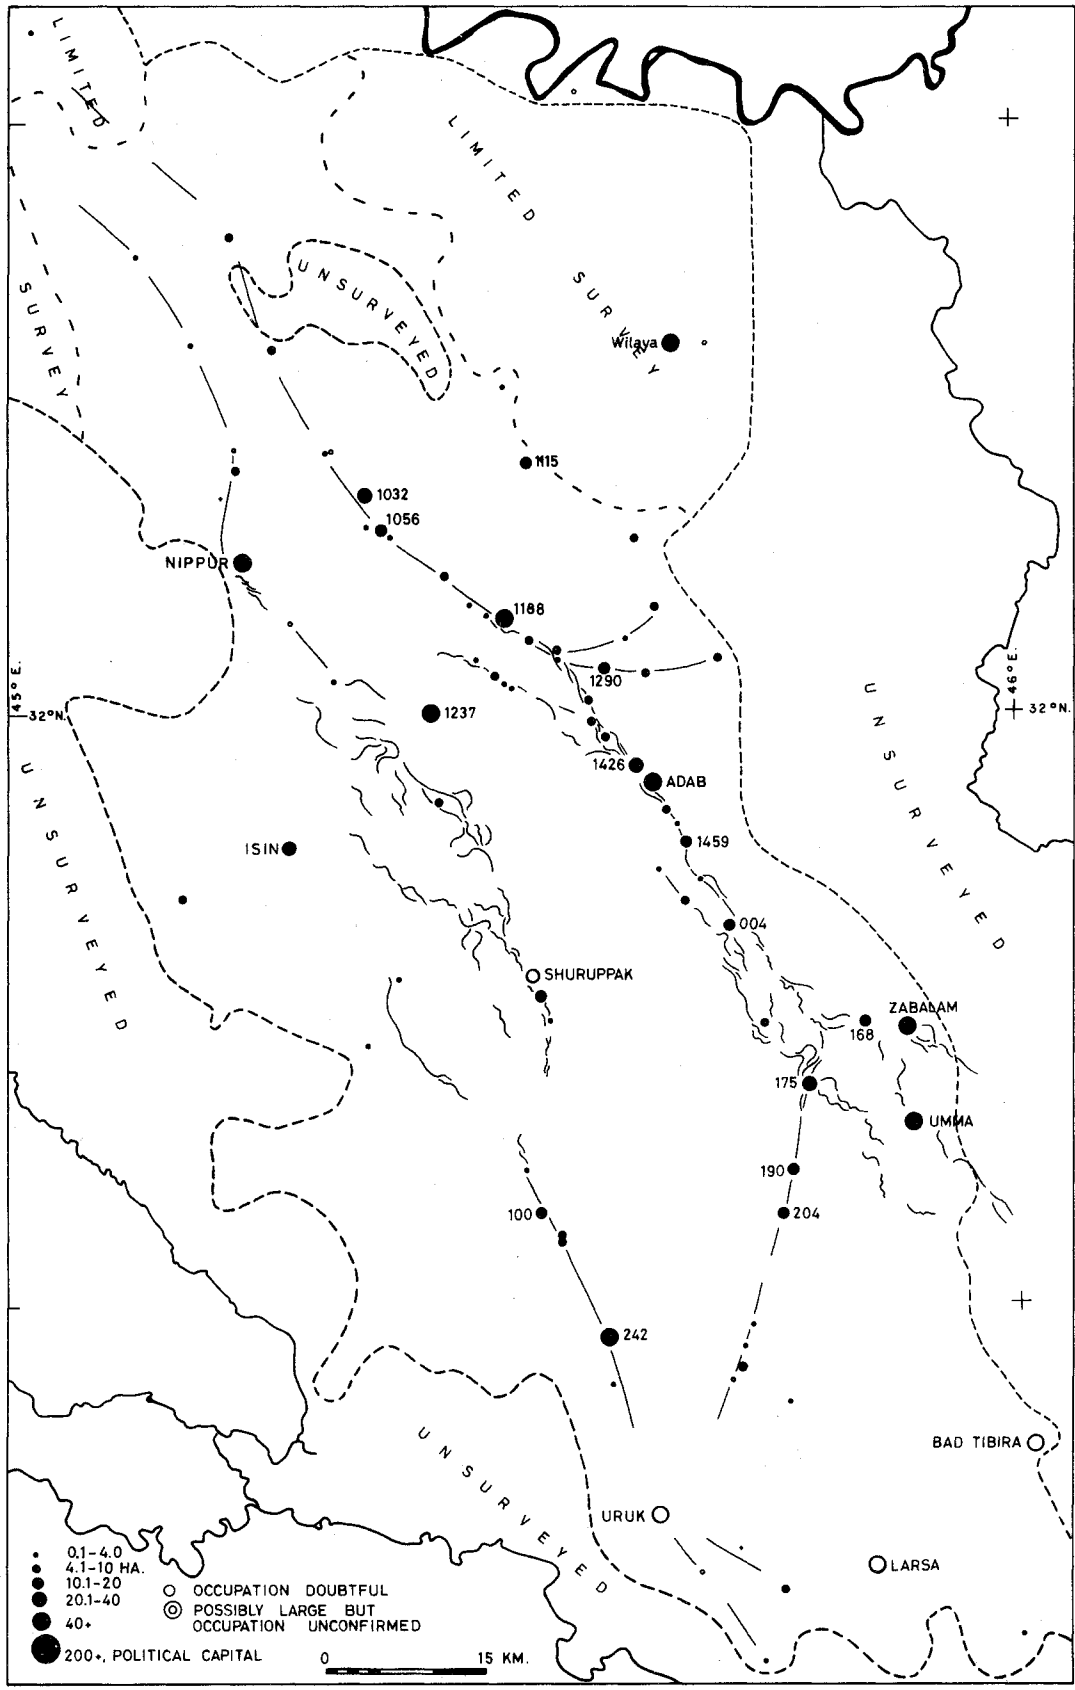 LIMITED
LIMITED
SURVEY
SURVEY
UNSURVEYED
Wilaya
1115
1032
1056
NIPPUR
1188
1290
45° E.
32° N.
46° E.
32° N.
1237
1426
ADAB
UNSURVEYED
UNSURVEYED
ISIN
1459
004
SHURUPPAK
ZABALAM
168
175
UMMA
190
100
204
242
UNSURVEYED
BAD TIBIRA
URUK
LARSA
0.1–4.0
4.1–10 HA.
10.1–20
20.1–40
40+
200+, POLITICAL CAPITAL
OCCUPATION DOUBTFUL
POSSIBLY LARGE BUT
OCCUPATION UNCONFIRMED
0 15 KM.